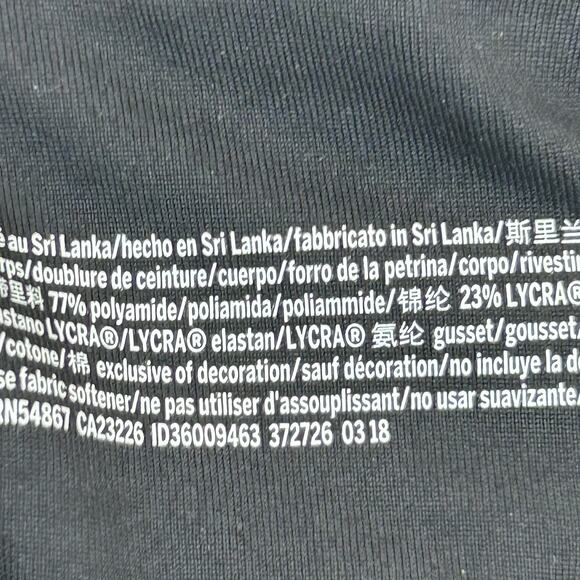 é au Sri Lanka/hecho en Sri Lanka/fabbricato in Sri Lanka/斯里兰
rps/doublure de ceinture/cuerpo/forro de la petrina/corpo/rivestim
里料 77% polyamide/poliamida/poliammide/锦纶 23% LYCRA®
astano LYCRA®/LYCRA® elastan/LYCRA® 氨纶 gusset/gousset
/cotone/棉 exclusive of decoration/sauf décoration/no incluye la de
se fabric softener/ne pas utiliser d'assouplissant/no usar suavizante/
RN54867 CA23226 ID36009463 372726 03 18